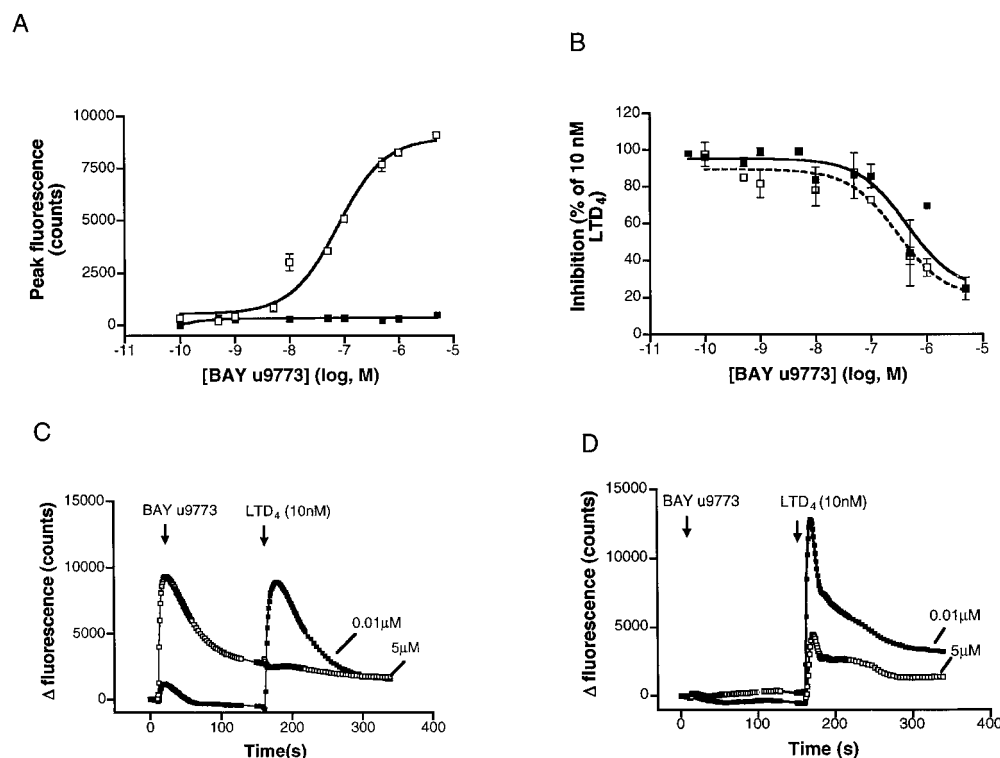 A
Peak fluorescence
(counts)
10000
7500
5000
2500
0
-11 -10 -9 -8 -7 -6 -5
[BAY u9773] (log, M)
B
Inhibition (% of 10 nM
LTD4)
120
100
80
60
40
20
0
-11 -10 -9 -8 -7 -6 -5
[BAY u9773] (log, M)
C
Δ fluorescence (counts)
15000
10000
5000
0
BAY u9773
LTD4 (10nM)
0.01μM
5μM
0 100 200 300 400
Time(s)
D
Δ fluorescence (counts)
15000
10000
5000
0
BAY u9773
LTD4 (10nM)
0.01μM
5μM
0 100 200 300 400
Time (s)